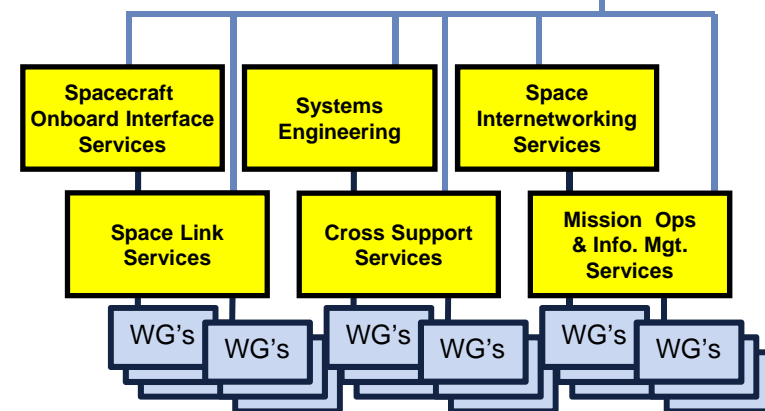 Spacecraft
Onboard Interface
Services
Systems
Engineering
Space
Internetworking
Services
Space Link
Services
Cross Support
Services
Mission Ops
& Info. Mgt.
Services
WG's
WG's
WG's
WG's
WG's
WG's